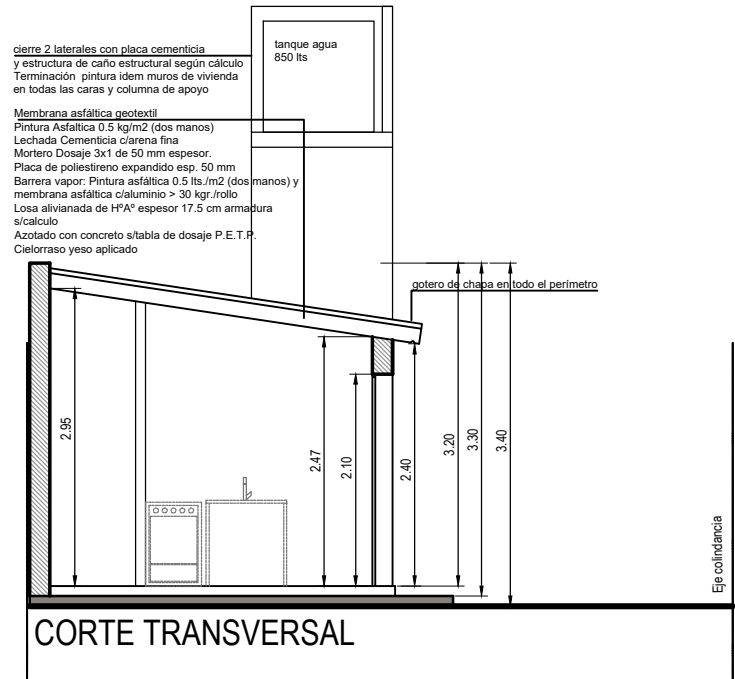 cierre 2 laterales con placa cementicia
y estructura de caño estructural según cálculo
Terminación pintura idem muros de vivienda
en todas las caras y columna de apoyo
tanque agua
850 lts
Membrana asfáltica geotextil
Pintura Asfaltica 0.5 kg/m2 (dos manos)
Lechada Cementicia c/arena fina
Mortero Dosaje 3x1 de 50 mm espesor.
Placa de poliestireno expandido esp. 50 mm
Barrera vapor: Pintura asfáltica 0.5 lts./m2 (dos manos) y
membrana asfáltica c/aluminio > 30 kgr./rollo
Losa alivianada de HºAº espesor 17.5 cm armadura
s/calculo
Azotado con concreto s/tabla de dosaje P.E.T.P.
Cielorraso yeso aplicado
gotero de chapa en todo el perímetro
2.95
2.47
2.10
2.40
3.20
3.30
3.40
Eje colindancia
CORTE TRANSVERSAL